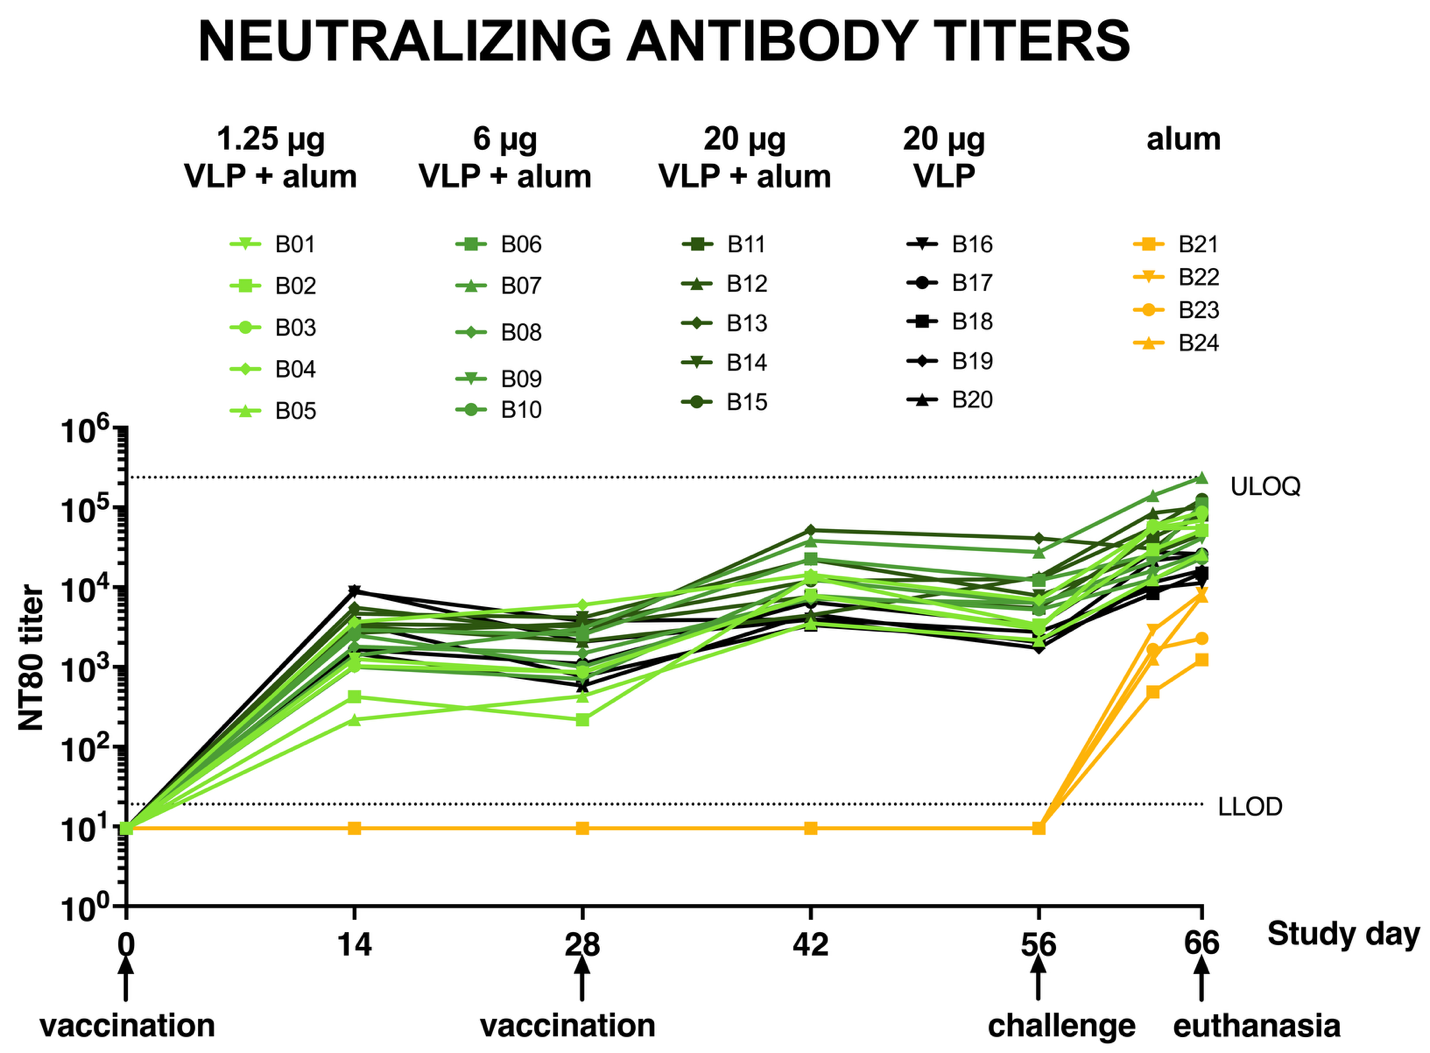 NEUTRALIZING ANTIBODY TITERS
1.25 µg
VLP + alum
6 µg
VLP + alum
20 µg
VLP + alum
20 µg
VLP
alum
B01
B02
B03
B04
B05
B06
B07
B08
B09
B10
B11
B12
B13
B14
B15
B16
B17
B18
B19
B20
B21
B22
B23
B24
NT80 titer
10⁶
10⁵
10⁴
10³
10²
10¹
10⁰
ULOQ
LLOD
0 14 28 42 56 66 Study day
vaccination vaccination challenge euthanasia